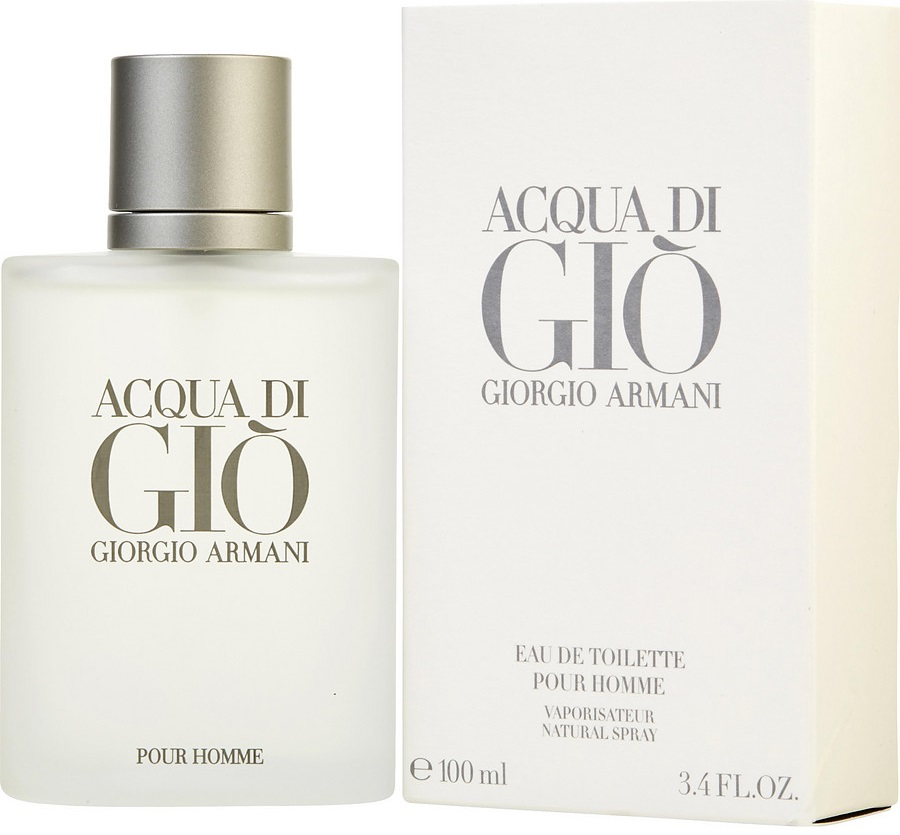 ACQUA DI
GIÒ
GIORGIO ARMANI
POUR HOMME
ACQUA DI
GIÒ
GIORGIO ARMANI
EAU DE TOILETTE
POUR HOMME
VAPORISATEUR
NATURAL SPRAY
℮ 100 ml
3.4 FL.OZ.